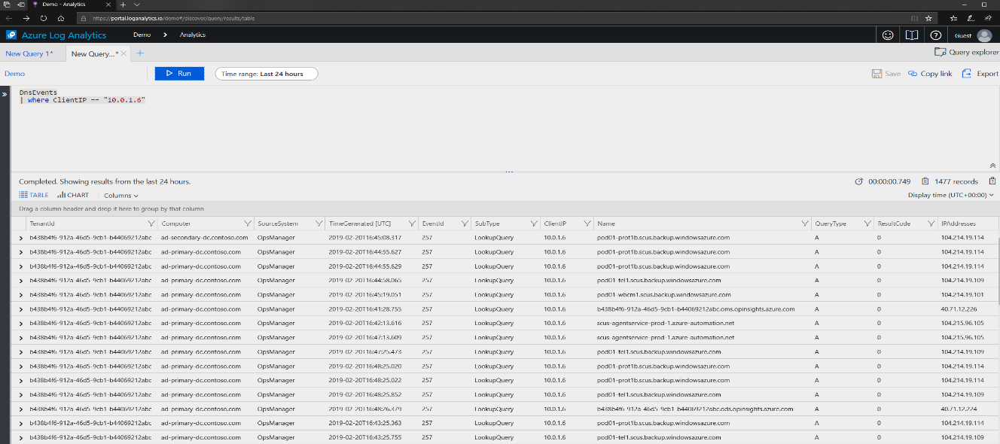 Demo - Analytics
https://portal.loganalytics.io/demo#/discover/query/results/table
Azure Log Analytics Demo > Analytics Guest
New Query 1* New Query...* Query explorer
Demo Run Time range: Last 24 hours Save Copy link Export
DnsEvents
| where ClientIP == "10.0.1.6"
Completed. Showing results from the last 24 hours. 00:00:00.749 1477 records
TABLE CHART Columns Display time (UTC+00:00)
Drag a column header and drop it here to group by that column
TenantId Computer SourceSystem TimeGenerated [UTC] EventId SubType ClientIP Name QueryType ResultCode IPAddresses
b438b4f6-912a-46d5-9cb1-b44069212abc ad-secondary-dc.contoso.com OpsManager 2019-02-20T16:45:08.317 257 LookupQuery 10.0.1.6 pod01-prot1b.scus.backup.windowsazure.com A 0 104.214.19.114
b438b4f6-912a-46d5-9cb1-b44069212abc ad-primary-dc.contoso.com OpsManager 2019-02-20T16:44:55.627 257 LookupQuery 10.0.1.6 pod01-prot1b.scus.backup.windowsazure.com A 0 104.214.19.114
b438b4f6-912a-46d5-9cb1-b44069212abc ad-primary-dc.contoso.com OpsManager 2019-02-20T16:44:55.629 257 LookupQuery 10.0.1.6 pod01-prot1b.scus.backup.windowsazure.com A 0 104.214.19.114
b438b4f6-912a-46d5-9cb1-b44069212abc ad-primary-dc.contoso.com OpsManager 2019-02-20T16:44:58.065 257 LookupQuery 10.0.1.6 pod01-tel1.scus.backup.windowsazure.com A 0 104.214.19.109
b438b4f6-912a-46d5-9cb1-b44069212abc ad-primary-dc.contoso.com OpsManager 2019-02-20T16:45:19.051 257 LookupQuery 10.0.1.6 pod01-wbcm1.scus.backup.windowsazure.com A 0 104.214.19.101
b438b4f6-912a-46d5-9cb1-b44069212abc ad-primary-dc.contoso.com OpsManager 2019-02-20T16:41:28.755 257 LookupQuery 10.0.1.6 b438b4f6-912a-46d5-9cb1-b44069212abc.oms.opinsights.azure.com A 0 40.71.12.226
b438b4f6-912a-46d5-9cb1-b44069212abc ad-primary-dc.contoso.com OpsManager 2019-02-20T16:42:13.616 257 LookupQuery 10.0.1.6 scus-agentservice-prod-1.azure-automation.net A 0 104.215.96.105
b438b4f6-912a-46d5-9cb1-b44069212abc ad-primary-dc.contoso.com OpsManager 2019-02-20T16:47:13.609 257 LookupQuery 10.0.1.6 scus-agentservice-prod-1.azure-automation.net A 0 104.215.96.105
b438b4f6-912a-46d5-9cb1-b44069212abc ad-primary-dc.contoso.com OpsManager 2019-02-20T16:47:25.473 257 LookupQuery 10.0.1.6 pod01-tel1.scus.backup.windowsazure.com A 0 104.214.19.109
b438b4f6-912a-46d5-9cb1-b44069212abc ad-primary-dc.contoso.com OpsManager 2019-02-20T16:48:25.020 257 LookupQuery 10.0.1.6 pod01-prot1b.scus.backup.windowsazure.com A 0 104.214.19.114
b438b4f6-912a-46d5-9cb1-b44069212abc ad-primary-dc.contoso.com OpsManager 2019-02-20T16:48:25.022 257 LookupQuery 10.0.1.6 pod01-prot1b.scus.backup.windowsazure.com A 0 104.214.19.114
b438b4f6-912a-46d5-9cb1-b44069212abc ad-primary-dc.contoso.com OpsManager 2019-02-20T16:48:25.852 257 LookupQuery 10.0.1.6 pod01-tel1.scus.backup.windowsazure.com A 0 104.214.19.109
b438b4f6-912a-46d5-9cb1-b44069212abc ad-primary-dc.contoso.com OpsManager 2019-02-20T16:48:26.379 257 LookupQuery 10.0.1.6 b438b4f6-912a-46d5-9cb1-b44069212abc.ods.opinsights.azure.com A 0 40.71.12.224
b438b4f6-912a-46d5-9cb1-b44069212abc ad-primary-dc.contoso.com OpsManager 2019-02-20T16:43:25.363 257 LookupQuery 10.0.1.6 pod01-prot1b.scus.backup.windowsazure.com A 0 104.214.19.114
b438b4f6-912a-46d5-9cb1-b44069212abc ad-primary-dc.contoso.com OpsManager 2019-02-20T16:43:25.755 257 LookupQuery 10.0.1.6 pod01-tel1.scus.backup.windowsazure.com A 0 104.214.19.109